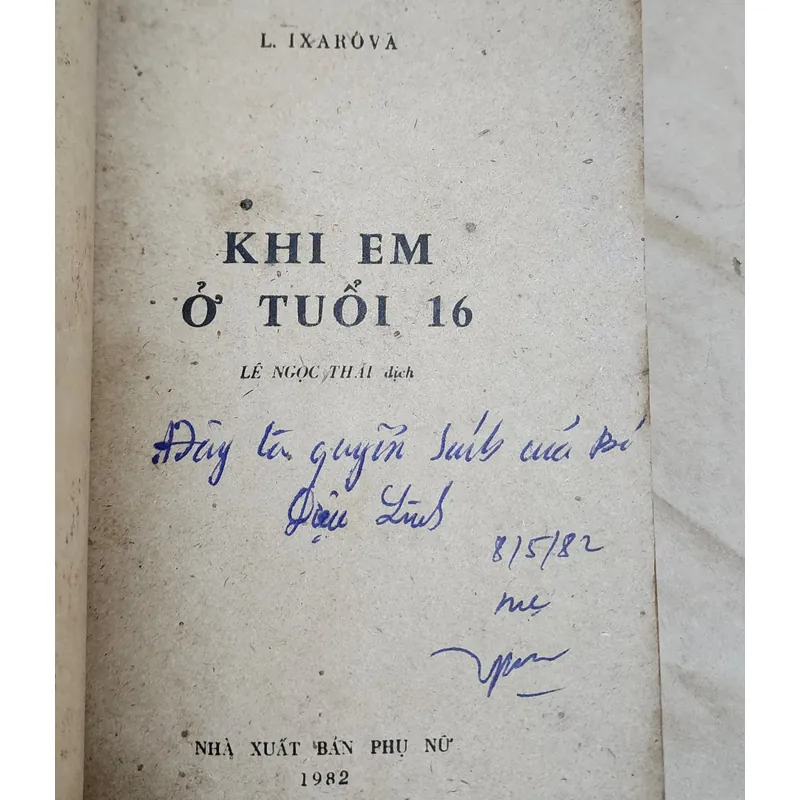 L. IXARÔVA
KHI EM
Ở TUỔI 16
LÊ NGỌC THÁI dịch
Đây là quyển sách của Bé
Diệu Linh
8/5/82
mẹ
NHÀ XUẤT BẢN PHỤ NỮ
1982